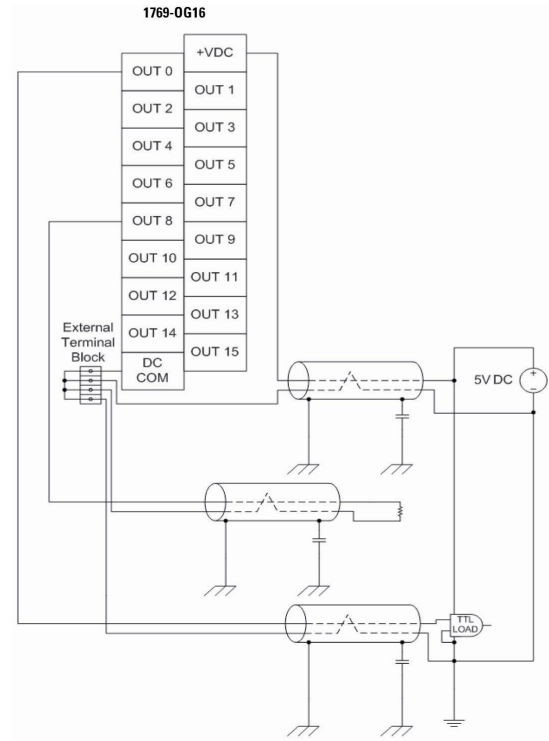 1769-OG16
+VDC
OUT 0
OUT 1
OUT 2
OUT 3
OUT 4
OUT 5
OUT 6
OUT 7
OUT 8
OUT 9
OUT 10
OUT 11
OUT 12
OUT 13
OUT 14
OUT 15
DC
COM
External
Terminal
Block
5V DC
+
−
TTL
LOAD